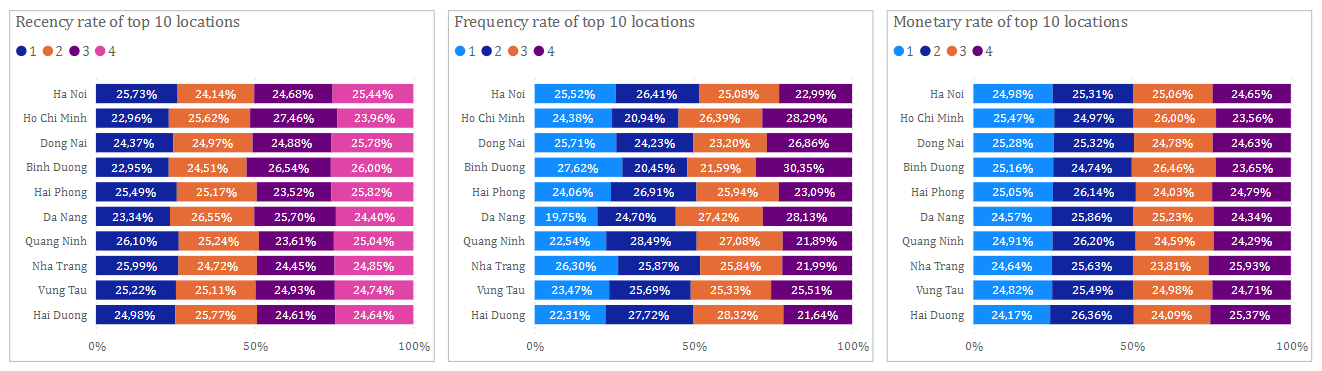 Recency rate of top 10 locations
1 2 3 4
Ha Noi 25,73% 24,14% 24,68% 25,44%
Ho Chi Minh 22,96% 25,62% 27,46% 23,96%
Dong Nai 24,37% 24,97% 24,88% 25,78%
Binh Duong 22,95% 24,51% 26,54% 26,00%
Hai Phong 25,49% 25,17% 23,52% 25,82%
Da Nang 23,34% 26,55% 25,70% 24,40%
Quang Ninh 26,10% 25,24% 23,61% 25,04%
Nha Trang 25,99% 24,72% 24,45% 24,85%
Vung Tau 25,22% 25,11% 24,93% 24,74%
Hai Duong 24,98% 25,77% 24,61% 24,64%
0% 50% 100%
Frequency rate of top 10 locations
1 2 3 4
Ha Noi 25,52% 26,41% 25,08% 22,99%
Ho Chi Minh 24,38% 20,94% 26,39% 28,29%
Dong Nai 25,71% 24,23% 23,20% 26,86%
Binh Duong 27,62% 20,45% 21,59% 30,35%
Hai Phong 24,06% 26,91% 25,94% 23,09%
Da Nang 19,75% 24,70% 27,42% 28,13%
Quang Ninh 22,54% 28,49% 27,08% 21,89%
Nha Trang 26,30% 25,87% 25,84% 21,99%
Vung Tau 23,47% 25,69% 25,33% 25,51%
Hai Duong 22,31% 27,72% 28,32% 21,64%
0% 50% 100%
Monetary rate of top 10 locations
1 2 3 4
Ha Noi 24,98% 25,31% 25,06% 24,65%
Ho Chi Minh 25,47% 24,97% 26,00% 23,56%
Dong Nai 25,28% 25,32% 24,78% 24,63%
Binh Duong 25,16% 24,74% 26,46% 23,65%
Hai Phong 25,05% 26,14% 24,03% 24,79%
Da Nang 24,57% 25,86% 25,23% 24,34%
Quang Ninh 24,91% 26,20% 24,59% 24,29%
Nha Trang 24,64% 25,63% 23,81% 25,93%
Vung Tau 24,82% 25,49% 24,98% 24,71%
Hai Duong 24,17% 26,36% 24,09% 25,37%
0% 50% 100%